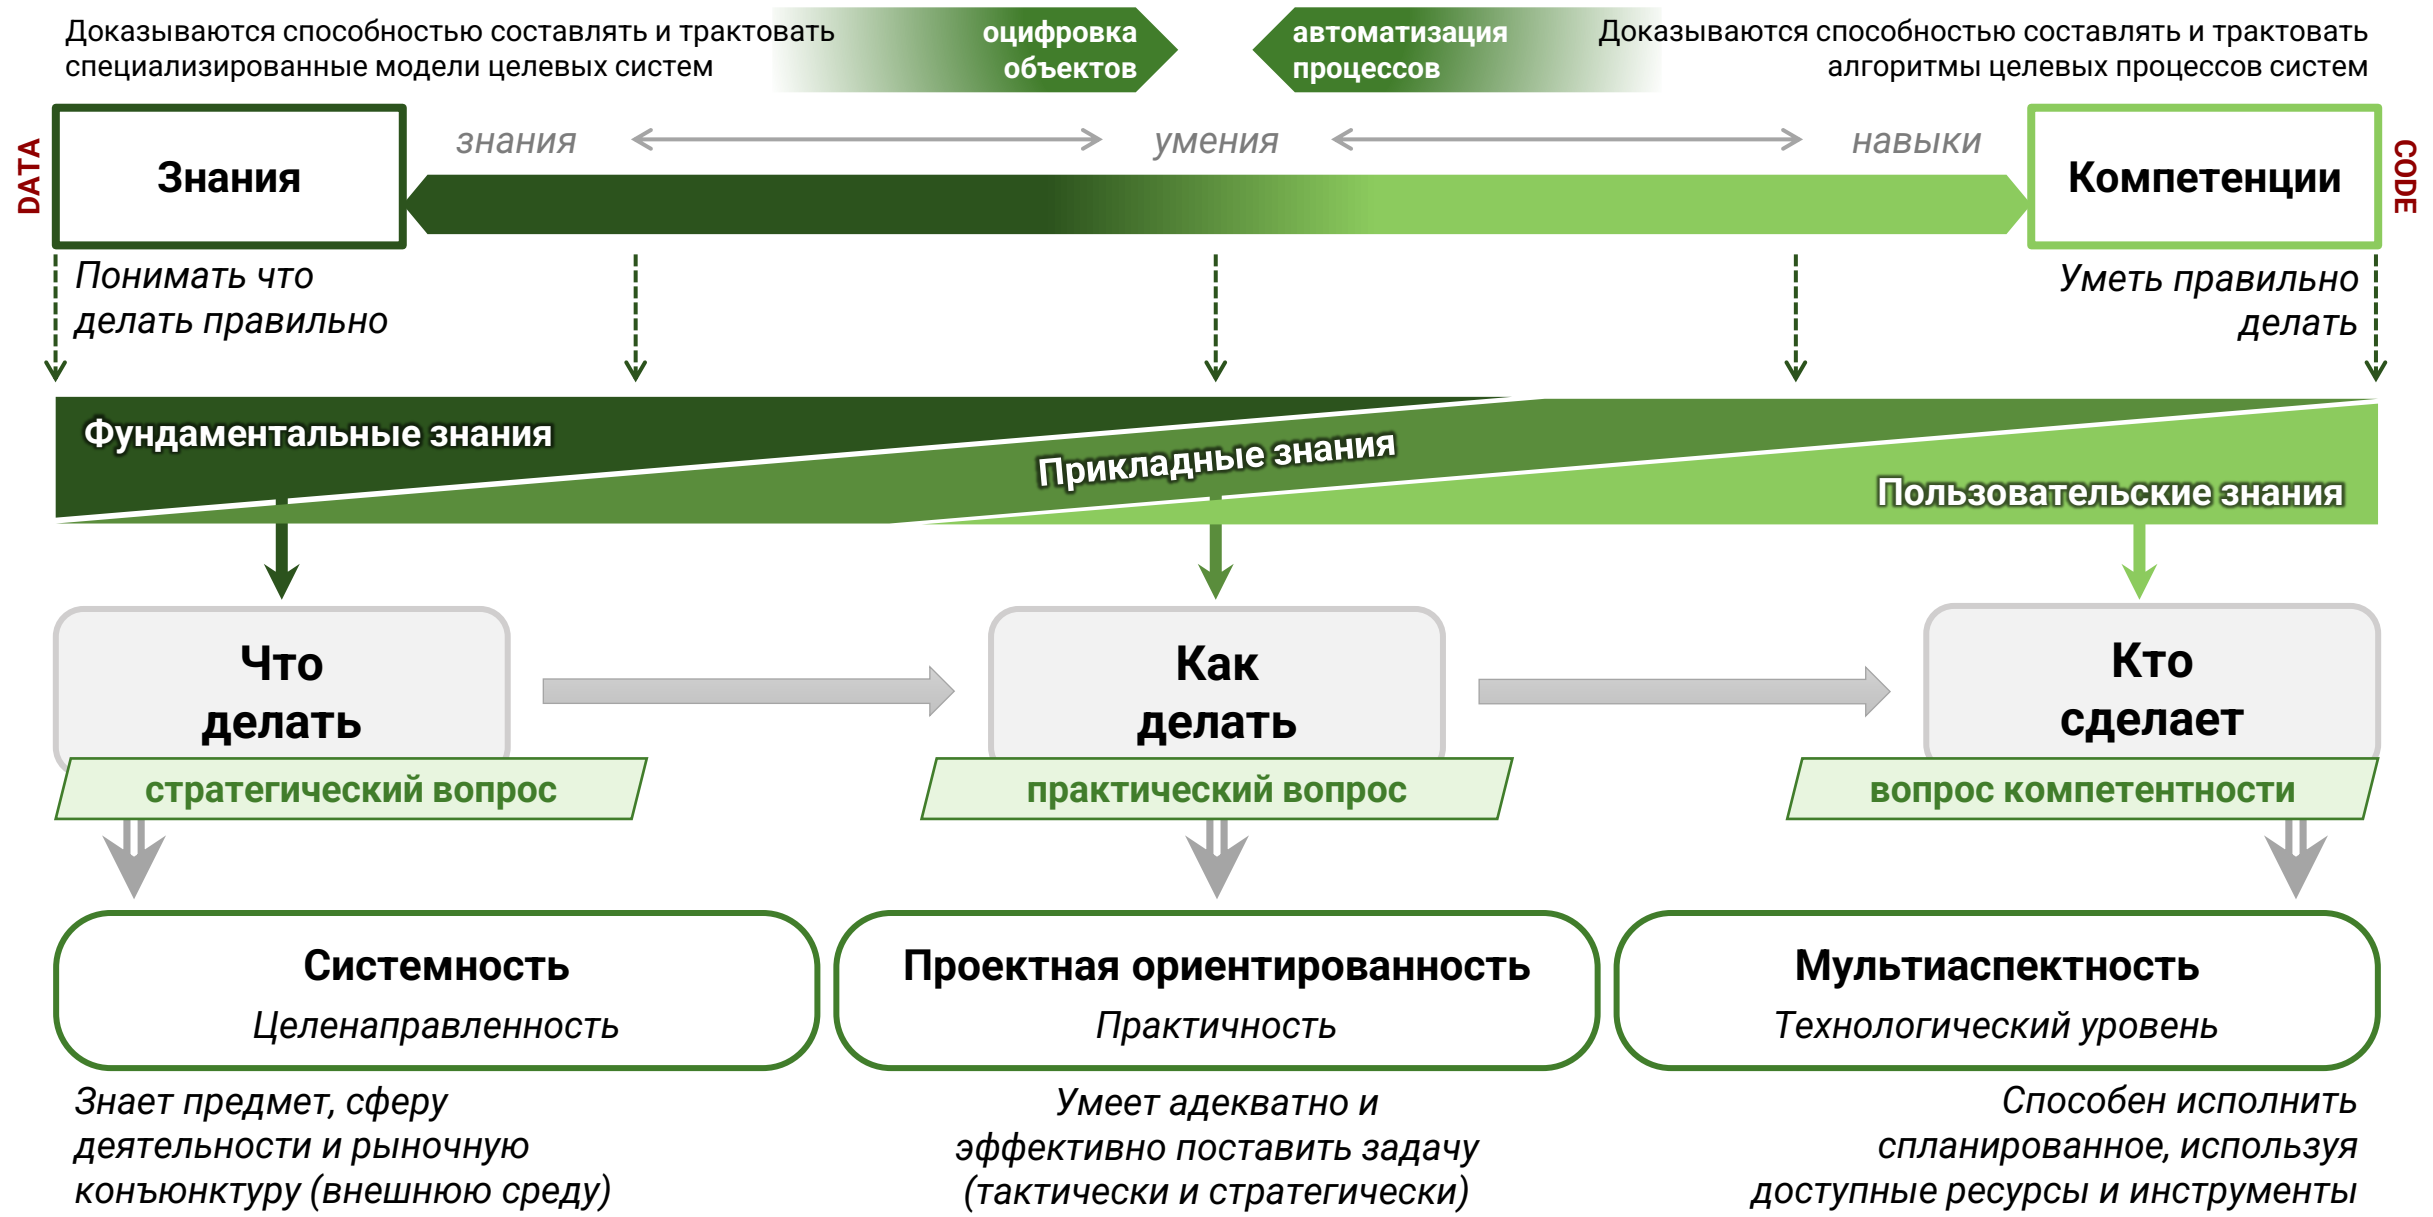 Доказываются способностью составлять и трактовать
специализированные модели целевых систем
оцифровка
объектов
автоматизация
процессов
Доказываются способностью составлять и трактовать
алгоритмы целевых процессов систем
DATA
Знания
знания
умения
навыки
Компетенции
CODE
Понимать что
делать правильно
Уметь правильно
делать
Фундаментальные знания
Прикладные знания
Пользовательские знания
Что
делать
Как
делать
Кто
сделает
стратегический вопрос
практический вопрос
вопрос компетентности
Системность
Целенаправленность
Проектная ориентированность
Практичность
Мультиаспектность
Технологический уровень
Знает предмет, сферу
деятельности и рыночную
конъюнктуру (внешнюю среду)
Умеет адекватно и
эффективно поставить задачу
(тактически и стратегически)
Способен исполнить
спланированное, используя
доступные ресурсы и инструменты